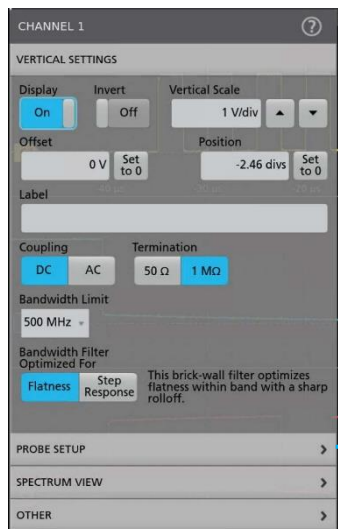 CHANNEL 1 ?
VERTICAL SETTINGS
Display Invert Vertical Scale
On Off 1 V/div
Offset Position
0 V Set to 0 -2.46 divs Set to 0
Label
Coupling Termination
DC AC 50 Ω 1 MΩ
Bandwidth Limit
500 MHz
Bandwidth Filter
Optimized For
Flatness Step Response
This brick-wall filter optimizes
flatness within band with a sharp
rolloff.
PROBE SETUP
SPECTRUM VIEW
OTHER